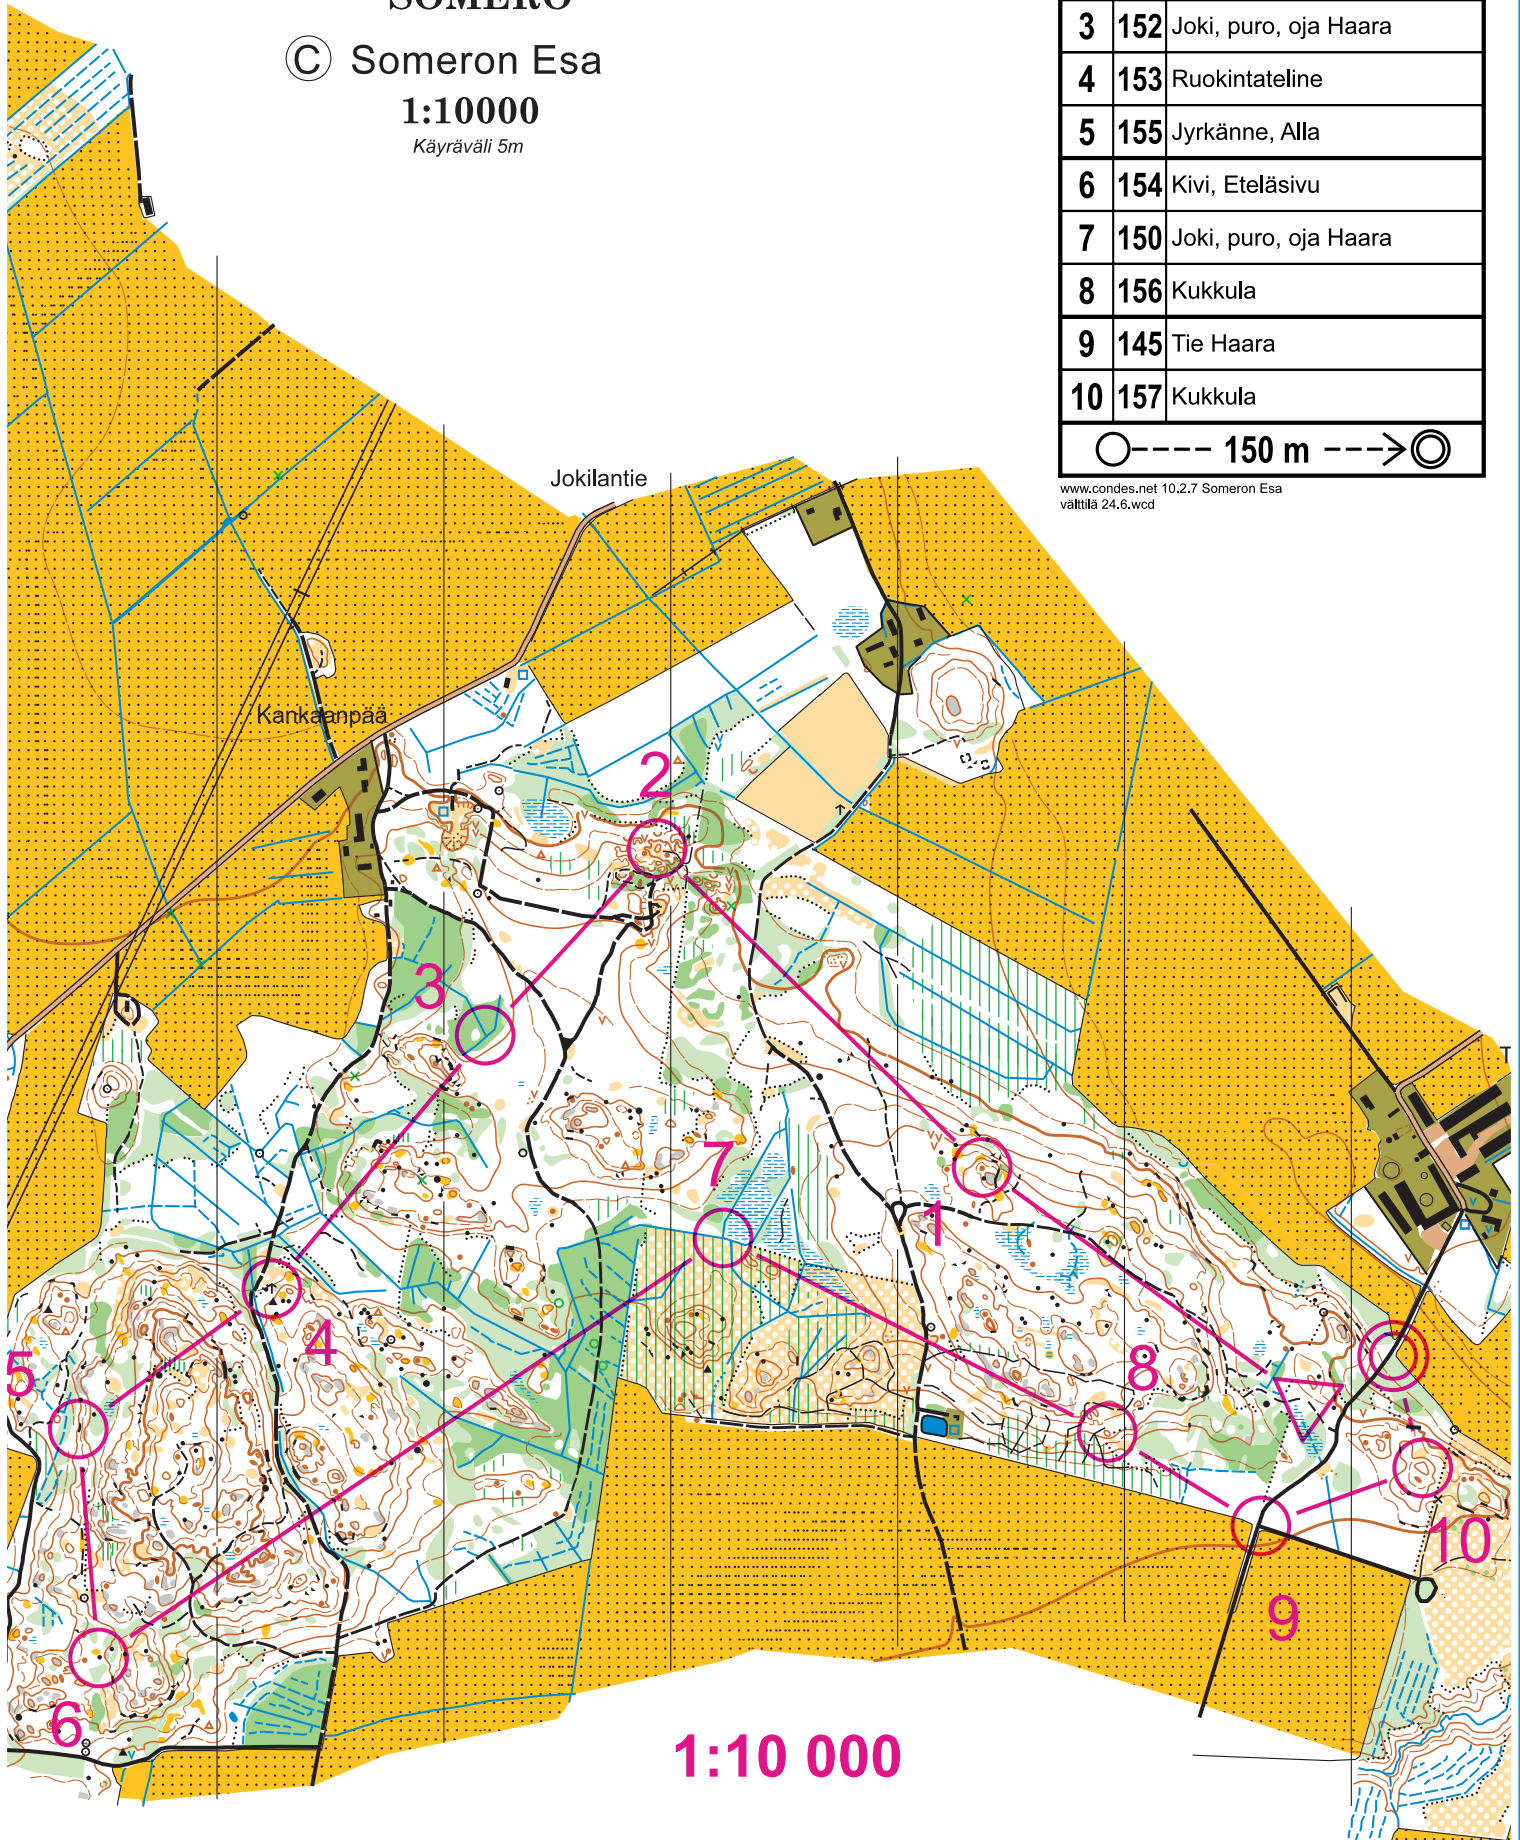 SOMERO
Ⓒ Someron Esa
1:10000
Käyräväli 5m
3 152 Joki, puro, oja Haara
4 153 Ruokintateline
5 155 Jyrkänne, Alla
6 154 Kivi, Eteläsivu
7 150 Joki, puro, oja Haara
8 156 Kukkula
9 145 Tie Haara
10 157 Kukkula
150 m
www.condes.net 10.2.7 Someron Esa
välttilä 24.6.wcd
Jokilantie
Kankaanpää
2
3
T
7
1
4
8
5
10
9
6
1:10 000